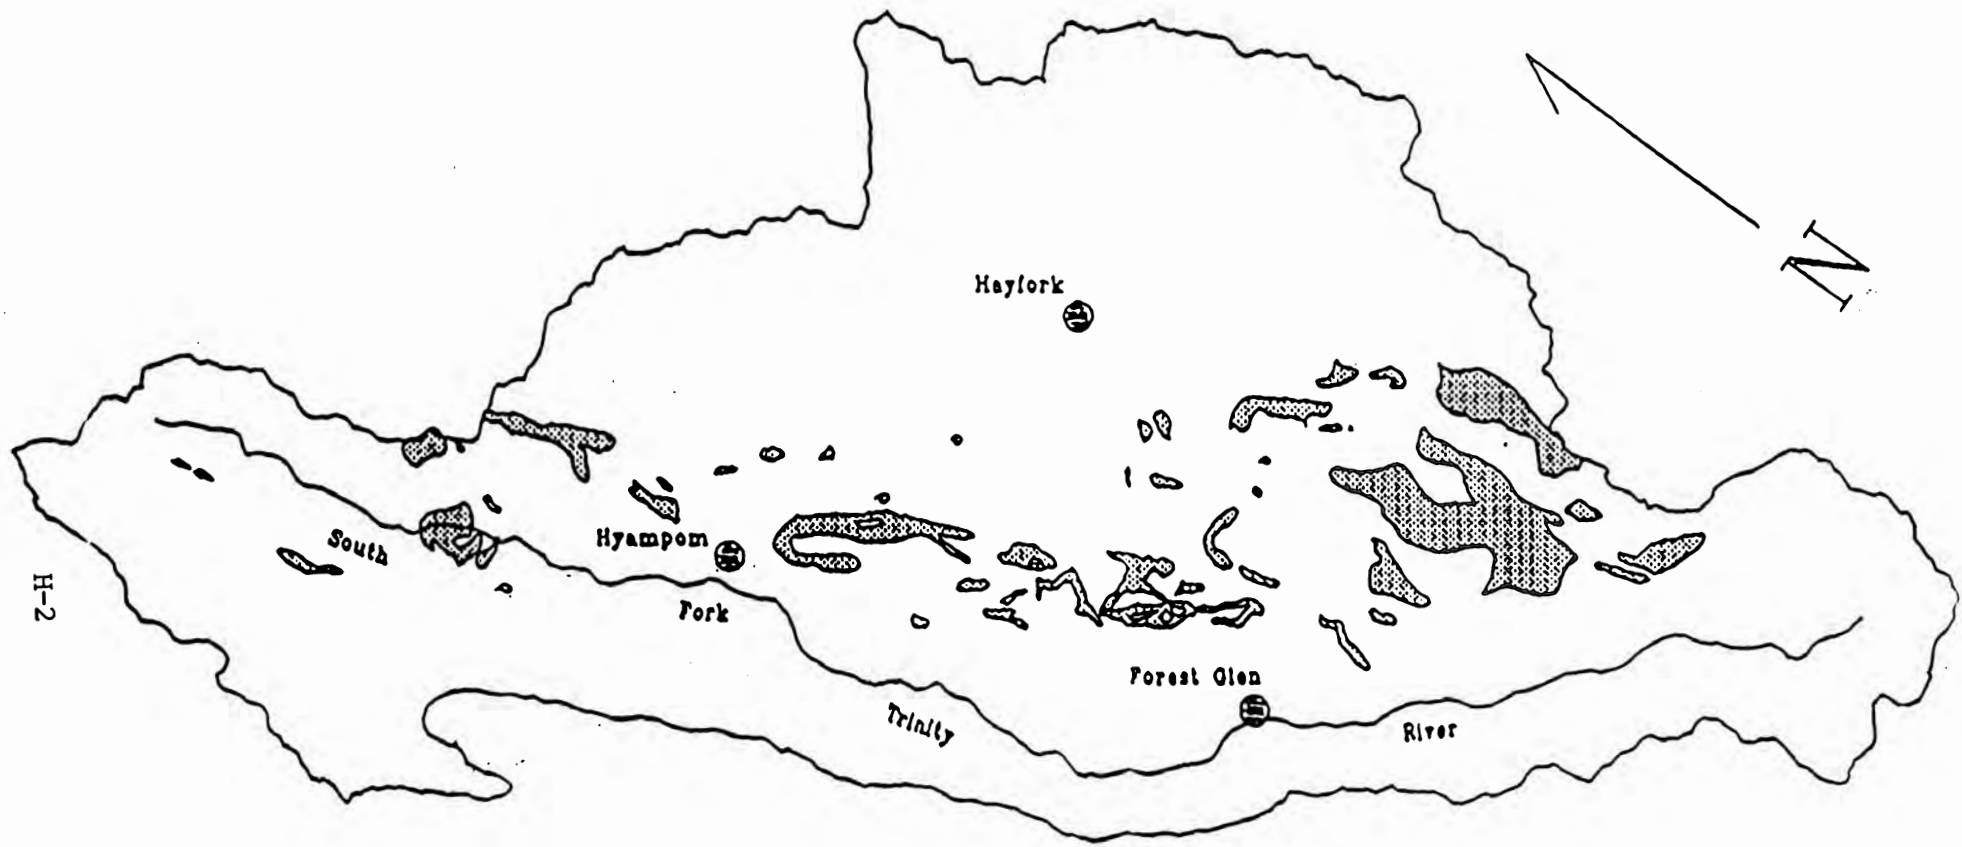 N
Hayfork
Hyampom
South
Fork
Trinity
Forest Glen
River
H-2